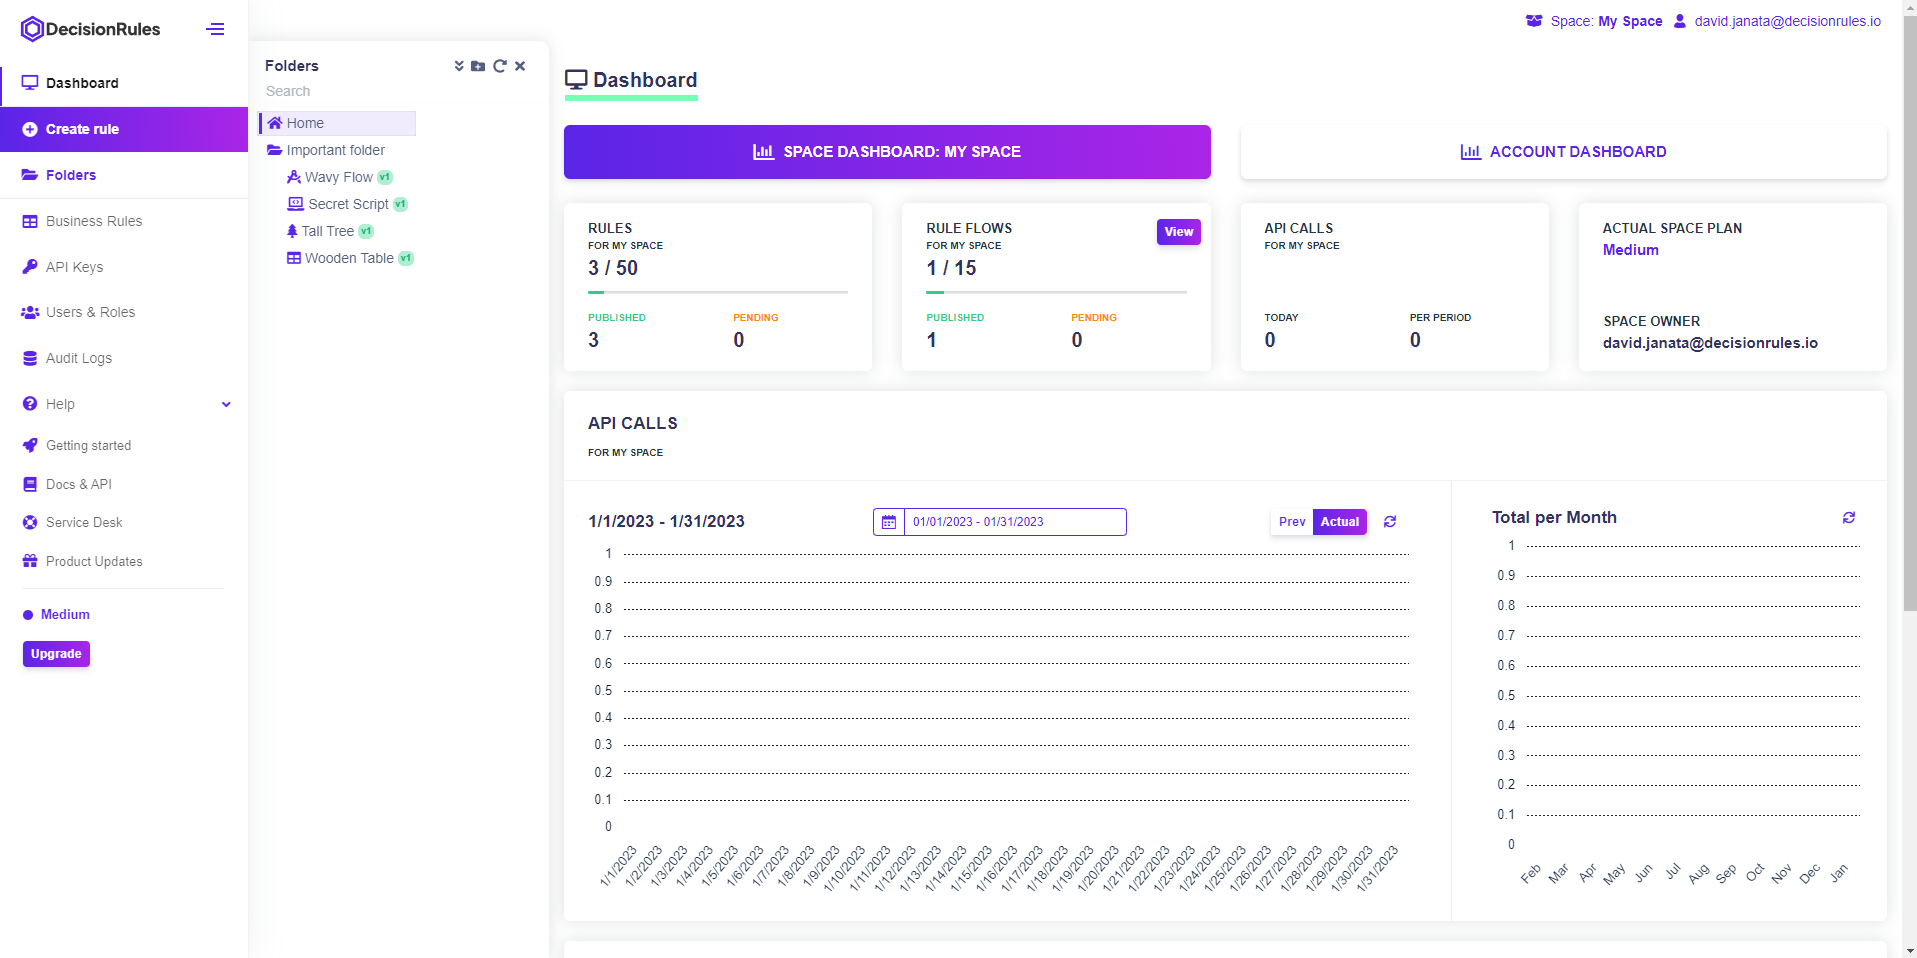 DecisionRules
Dashboard
Create rule
Folders
Business Rules
API Keys
Users & Roles
Audit Logs
Help
Getting started
Docs & API
Service Desk
Product Updates
Medium
Upgrade
Folders
Search
Home
Important folder
Wavy Flow v1
Secret Script v1
Tall Tree v1
Wooden Table v1
Space: My Space david.janata@decisionrules.io
Dashboard
SPACE DASHBOARD: MY SPACE
ACCOUNT DASHBOARD
RULES
FOR MY SPACE
3 / 50
PUBLISHED PENDING
3 0
RULE FLOWS
View
FOR MY SPACE
1 / 15
PUBLISHED PENDING
1 0
API CALLS
FOR MY SPACE
TODAY PER PERIOD
0 0
ACTUAL SPACE PLAN
Medium
SPACE OWNER
david.janata@decisionrules.io
API CALLS
FOR MY SPACE
1/1/2023 - 1/31/2023
01/01/2023 - 01/31/2023
Prev Actual
1
0.9
0.8
0.7
0.6
0.5
0.4
0.3
0.2
0.1
0
1/1/2023
1/2/2023
1/3/2023
1/4/2023
1/5/2023
1/6/2023
1/7/2023
1/8/2023
1/9/2023
1/10/2023
1/11/2023
1/12/2023
1/13/2023
1/14/2023
1/15/2023
1/16/2023
1/17/2023
1/18/2023
1/19/2023
1/20/2023
1/21/2023
1/22/2023
1/23/2023
1/24/2023
1/25/2023
1/26/2023
1/27/2023
1/28/2023
1/29/2023
1/30/2023
1/31/2023
Total per Month
1
0.9
0.8
0.7
0.6
0.5
0.4
0.3
0.2
0.1
0
Feb
Mar
Apr
May
Jun
Jul
Aug
Sep
Oct
Nov
Dec
Jan